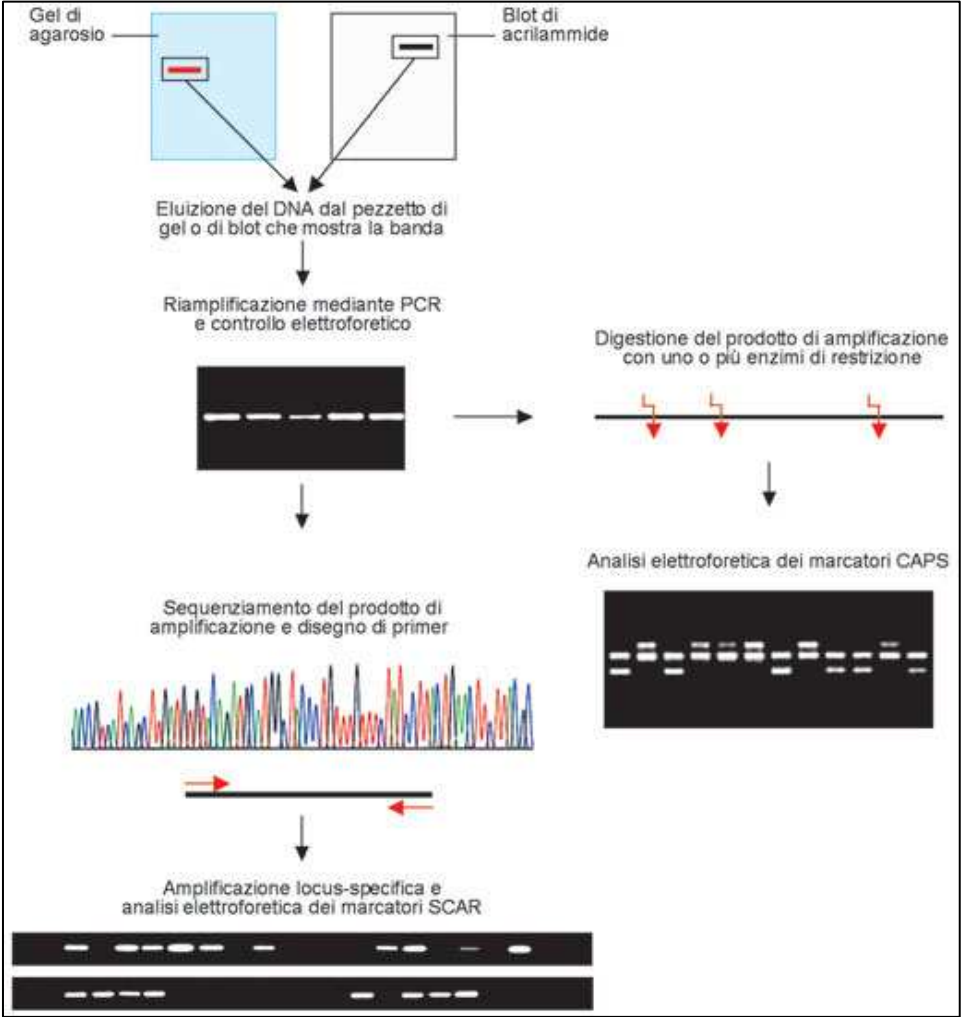 Gel di
agarosio
Blot di
acrilammide
Eluizione del DNA dal pezzetto di
gel o di blot che mostra la banda
Riamplificazione mediante PCR
e controllo elettroforetico
Digestione del prodotto di amplificazione
con uno o più enzimi di restrizione
Analisi elettroforetica dei marcatori CAPS
Sequenziamento del prodotto di
amplificazione e disegno di primer
Amplificazione locus-specifica e
analisi elettroforetica dei marcatori SCAR